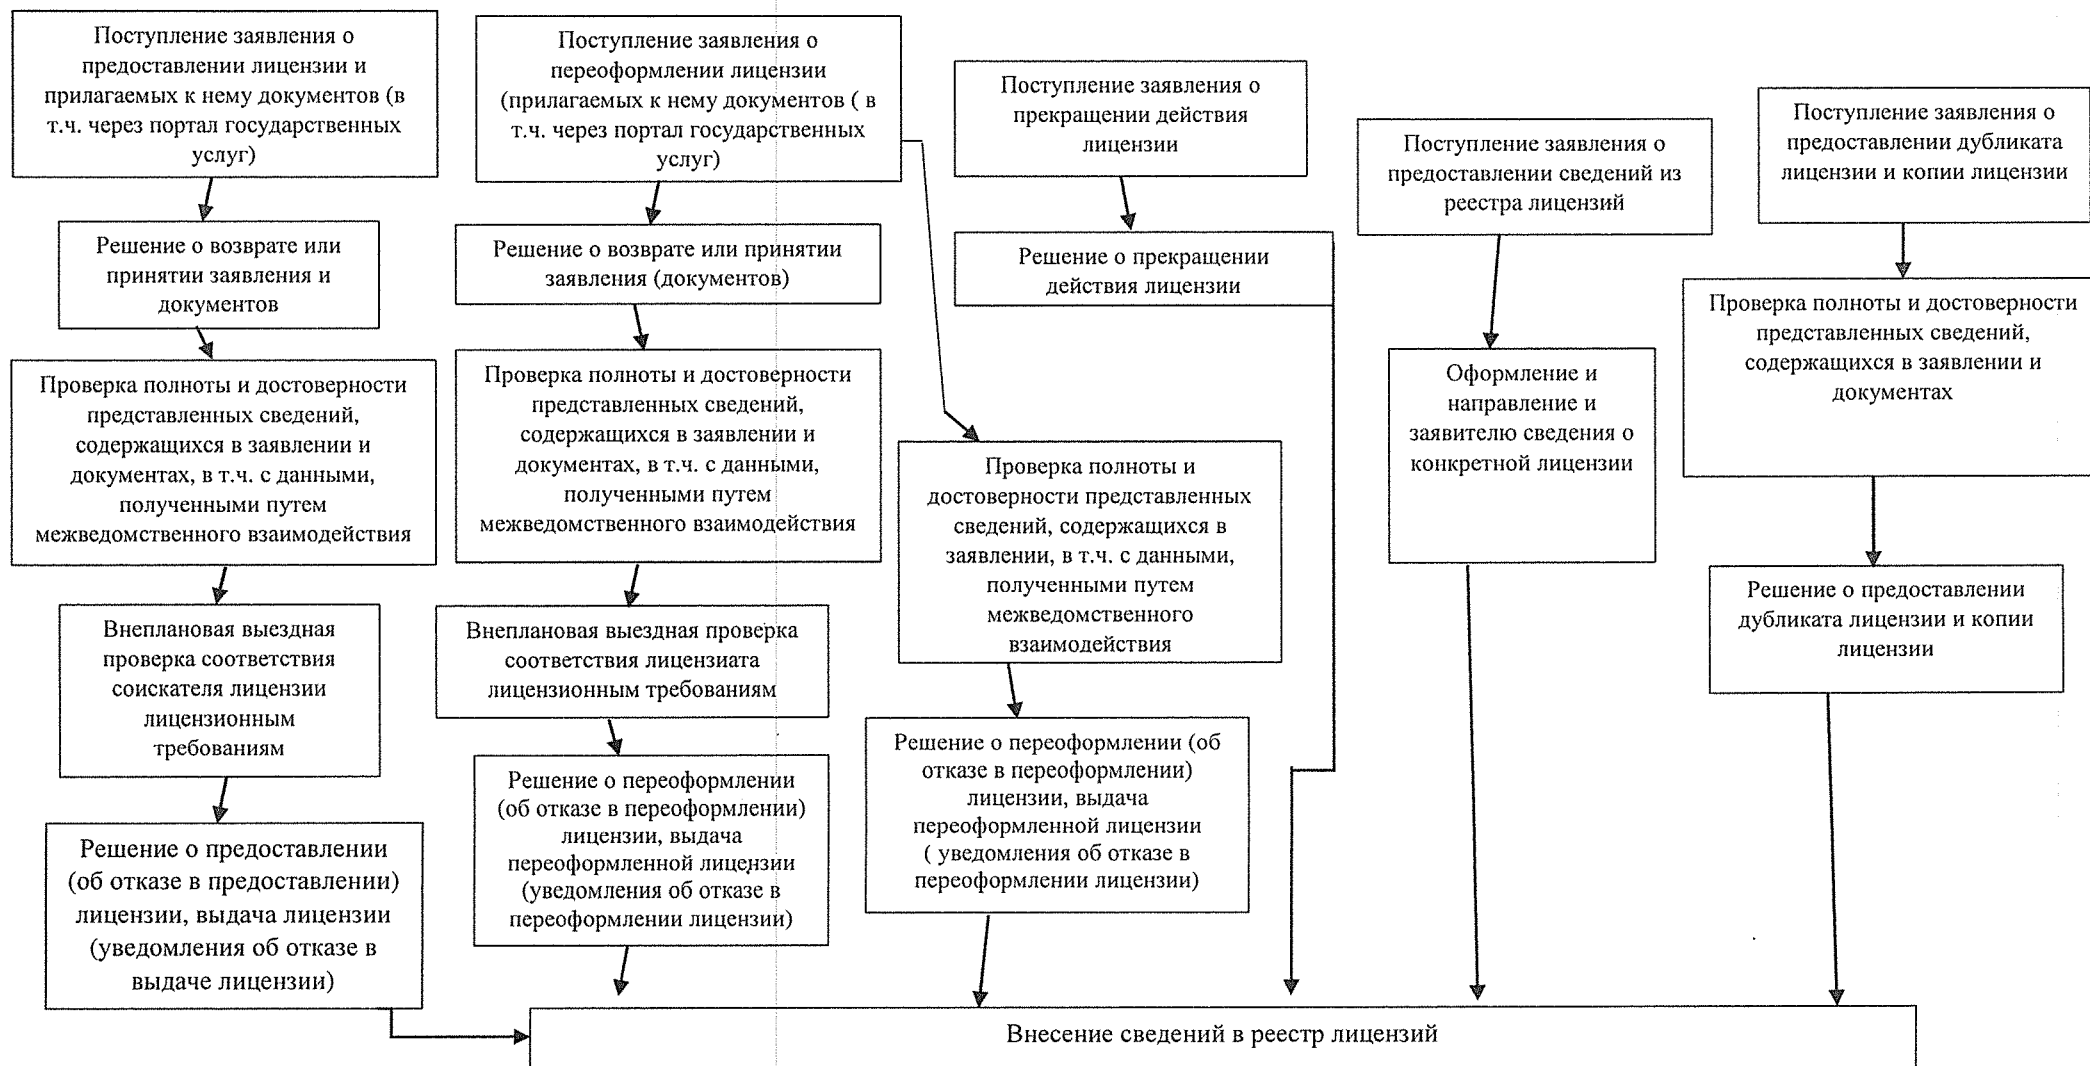 Поступление заявления о
предоставлении лицензии и
прилагаемых к нему документов (в
т.ч. через портал государственных
услуг)
Решение о возврате или
принятии заявления и
документов
Проверка полноты и достоверности
представленных сведений,
содержащихся в заявлении и
документах, в т.ч. с данными,
полученными путем
межведомственного взаимодействия
Внеплановая выездная
проверка соответствия
соискателя лицензии
лицензионным
требованиям
Решение о предоставлении
(об отказе в предоставлении)
лицензии, выдача лицензии
(уведомления об отказе в
выдаче лицензии)
Поступление заявления о
переоформлении лицензии
(прилагаемых к нему документов ( в
т.ч. через портал государственных
услуг)
Решение о возврате или принятии
заявления (документов)
Проверка полноты и достоверности
представленных сведений,
содержащихся в заявлении и
документах, в т.ч. с данными,
полученными путем
межведомственного взаимодействия
Внеплановая выездная проверка
соответствия лицензиата
лицензионным требованиям
Решение о переоформлении
(об отказе в переоформлении)
лицензии, выдача
переоформленной лицензии
(уведомления об отказе в
переоформлении лицензии)
Проверка полноты и
достоверности представленных
сведений, содержащихся в
заявлении, в т.ч. с данными,
полученными путем
межведомственного
взаимодействия
Решение о переоформлении (об
отказе в переоформлении)
лицензии, выдача
переоформленной лицензии
( уведомления об отказе в
переоформлении лицензии)
Поступление заявления о
прекращении действия
лицензии
Решение о прекращении
действия лицензии
Поступление заявления о
предоставлении сведений из
реестра лицензий
Оформление и
направление и
заявителю сведения о
конкретной лицензии
Поступление заявления о
предоставлении дубликата
лицензии и копии лицензии
Проверка полноты и достоверности
представленных сведений,
содержащихся в заявлении и
документах
Решение о предоставлении
дубликата лицензии и копии
лицензии
Внесение сведений в реестр лицензий